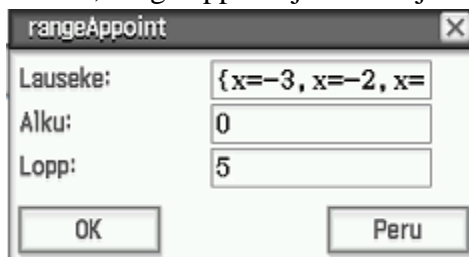 rangeAppoint
Lauseke: {x=−3, x=−2, x=
Alku: 0
Lopp: 5
OK Peru